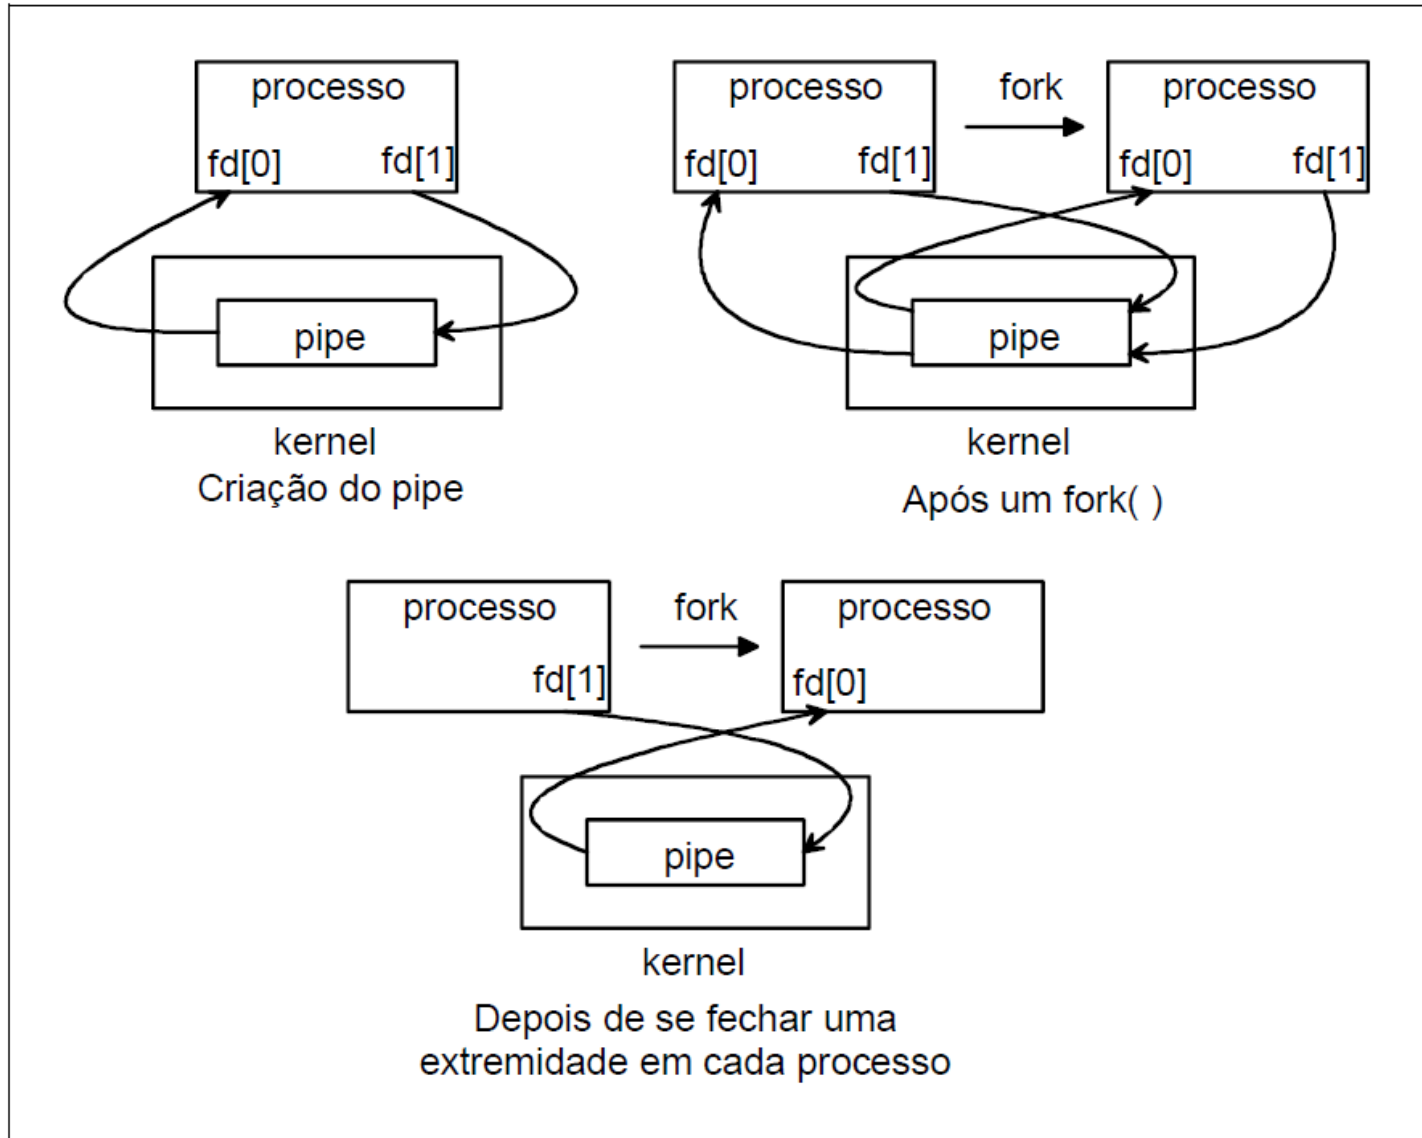 processo
fd[0] fd[1]
pipe
kernel
Criação do pipe
processo fork processo
fd[0] fd[1] fd[0] fd[1]
pipe
kernel
Após um fork( )
processo fork processo
fd[1] fd[0]
pipe
kernel
Depois de se fechar uma
extremidade em cada processo